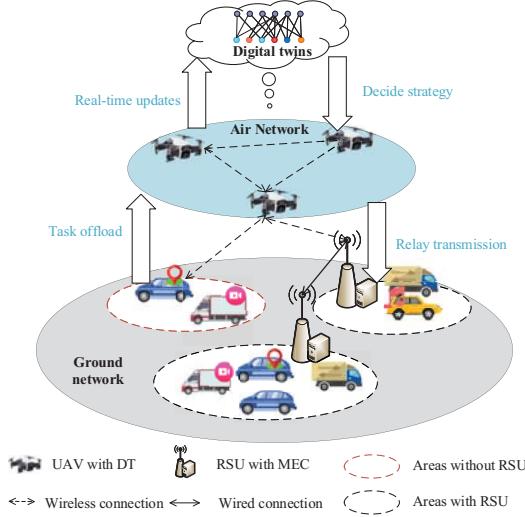 Digital twins
Real-time updates
Decide strategy
Air Network
Task offload
Relay transmission
Ground
network
UAV with DT
RSU with MEC
Areas without RSU
Wireless connection
Wired connection
Areas with RSU